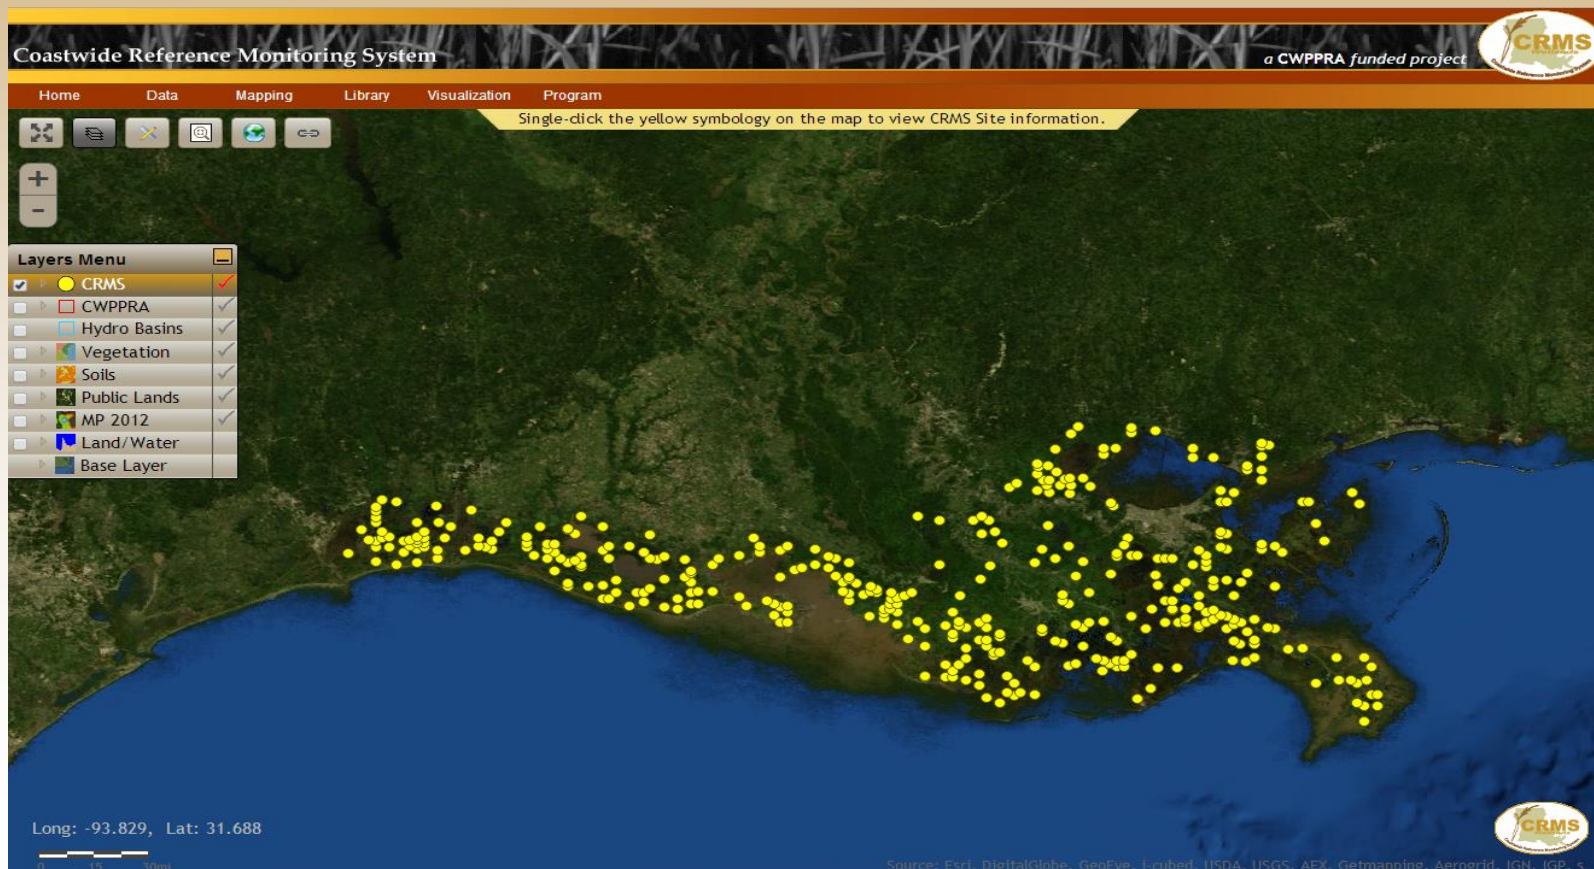 Coastwide Reference Monitoring System
a CWPPRA funded project
CRMS
Home Data Mapping Library Visualization Program
Single-click the yellow symbology on the map to view CRMS Site information.
+
-
Layers Menu
CRMS
CWPPRA
Hydro Basins
Vegetation
Soils
Public Lands
MP 2012
Land/Water
Base Layer
Long: -93.829, Lat: 31.688
0 15 30mi
CRMS
Source: Esri, DigitalGlobe, GeoEye, i-cubed, USDA, USGS, AEX, Getmapping, Aerogrid, IGN, IGP, s